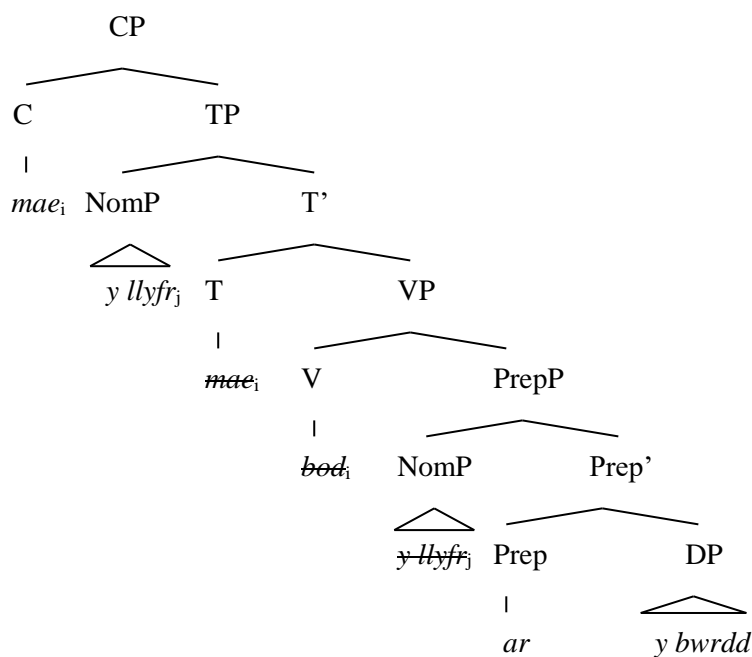 CP
C TP
mae i NomP T’
y llyfr j T VP
mae i V PrepP
bod i NomP Prep’
y llyfr j Prep DP
ar y bwrdd